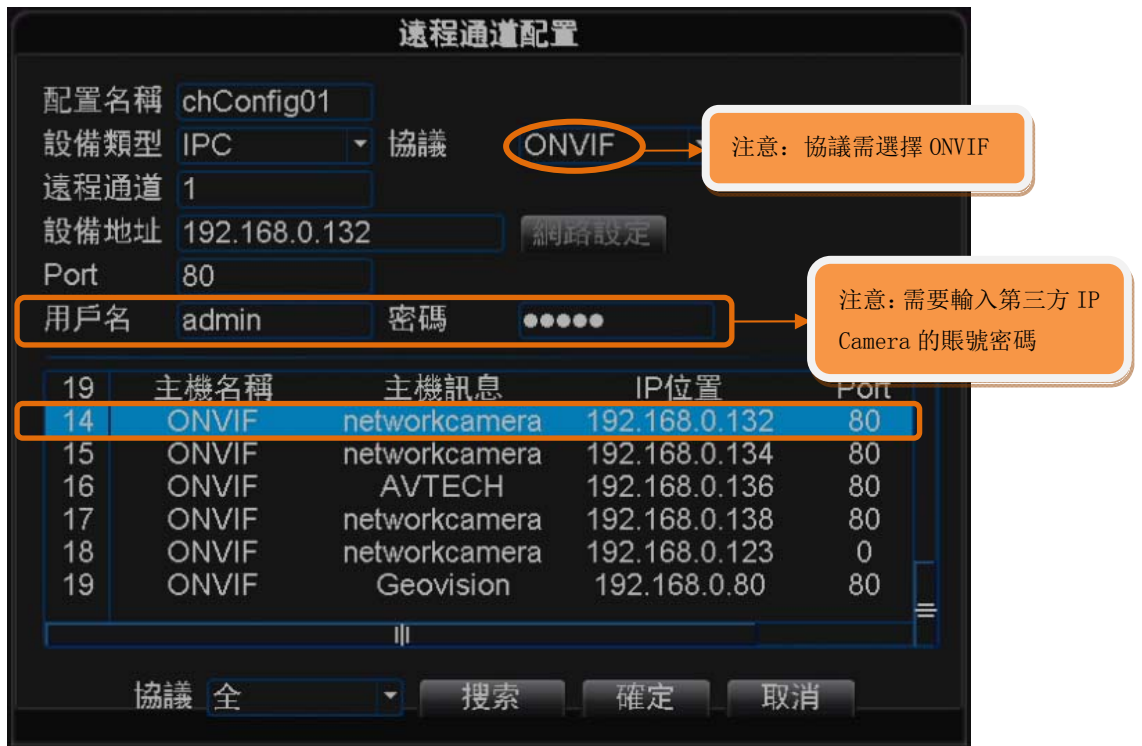 遠程通道配置
配置名稱 chConfig01
設備類型 IPC 協議 ONVIF
注意：協議需選擇 ONVIF
遠程通道 1
設備地址 192.168.0.132 網路設定
Port 80
用戶名 admin 密碼 ●●●●●
注意：需要輸入第三方 IP
Camera 的賬號密碼
19 主機名稱 主機訊息 IP位置 Port
14 ONVIF networkcamera 192.168.0.132 80
15 ONVIF networkcamera 192.168.0.134 80
16 ONVIF AVTECH 192.168.0.136 80
17 ONVIF networkcamera 192.168.0.138 80
18 ONVIF networkcamera 192.168.0.123 0
19 ONVIF Geovision 192.168.0.80 80
協議 全 搜索 確定 取消